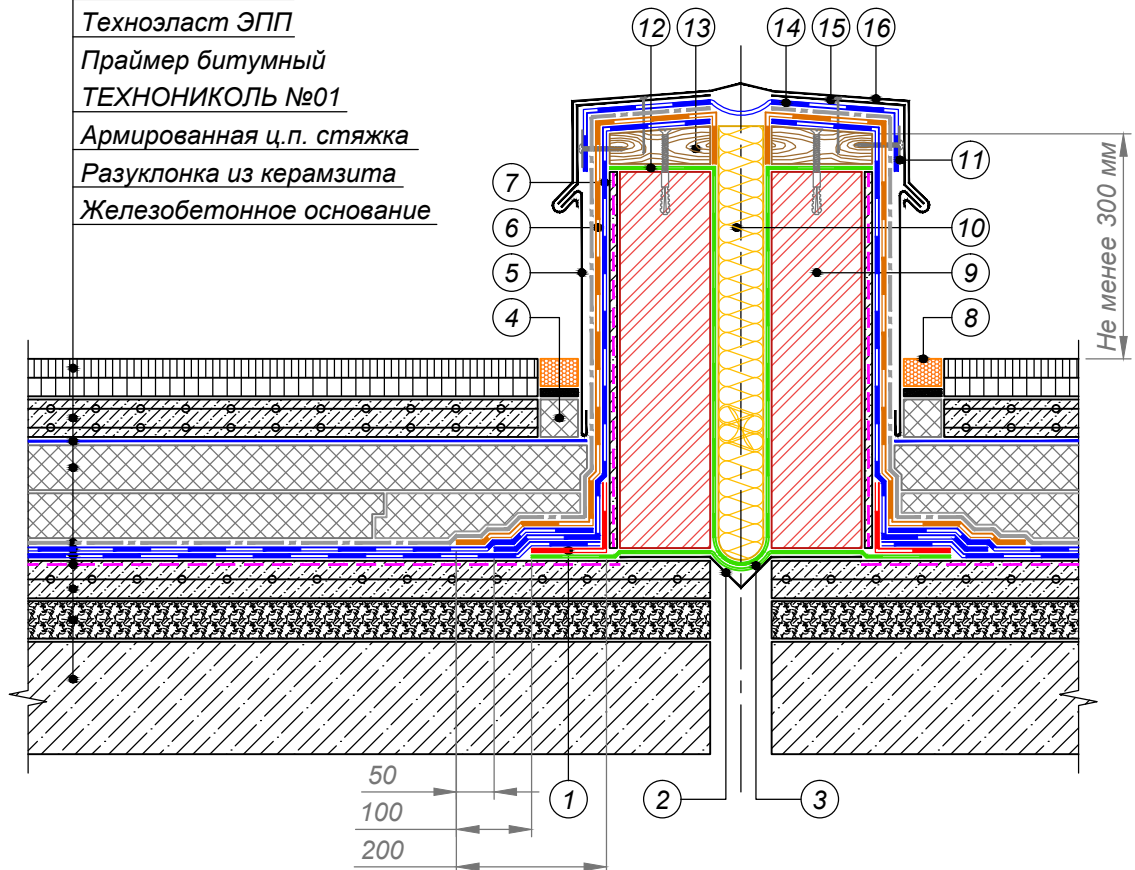 Техноэласт ЭПП
Праймер битумный
ТЕХНОНИКОЛЬ №01
Армированная ц.п. стяжка
Разуклонка из керамзита
Железобетонное основание
12
13
14
15
16
7
11
6
10
5
9
4
8
Не менее 300 мм
50
1
2
3
100
200